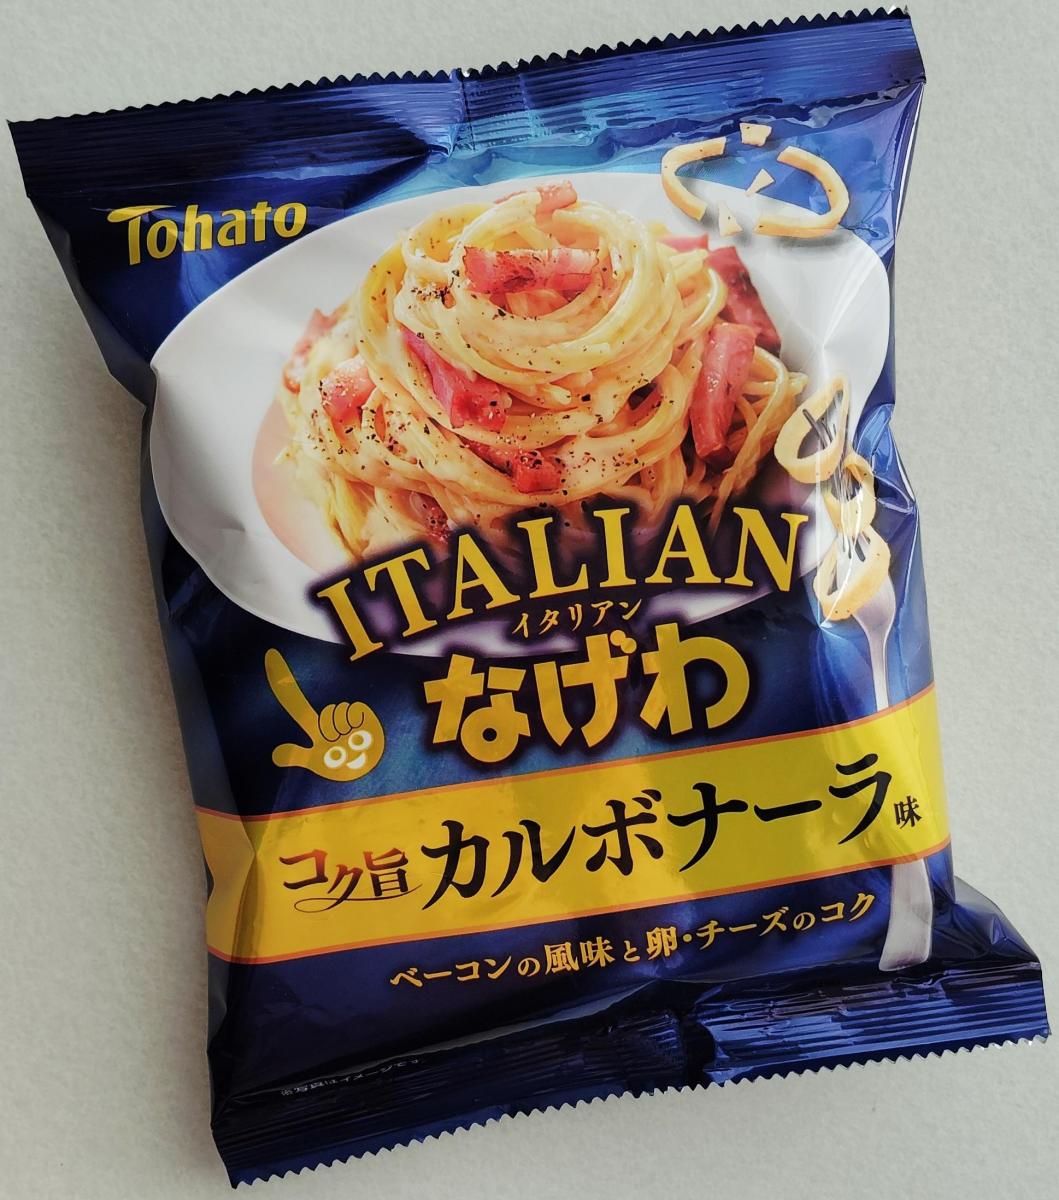 Tohato
ITALIAN
イタリアン
なげわ
コク旨 カルボナーラ味
ベーコンの風味と卵・チーズのコク